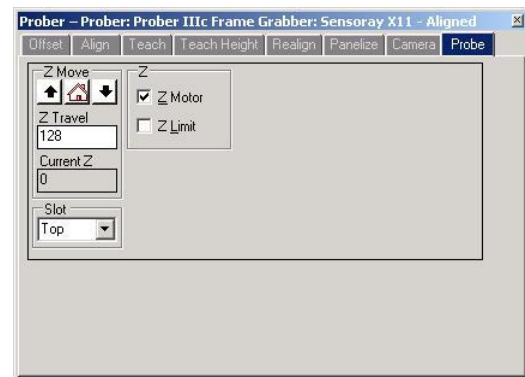 Prober – Prober: Prober IIIc Frame Grabber: Sensoray X11 - Aligned
Offset Align Teach Teach Height Realign Panelize Camera Probe
Z Move
Z Travel
128
Current Z
0
Slot
Top
Z
Z Motor
Z Limit